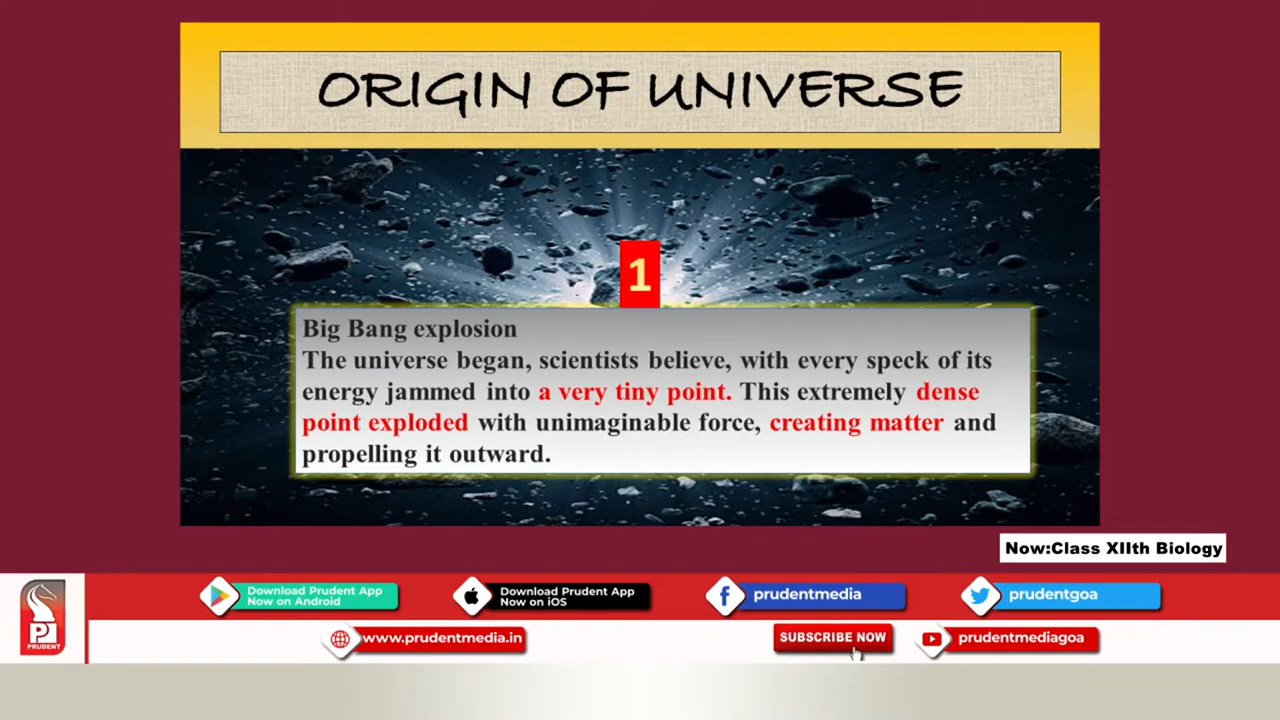 ORIGIN OF UNIVERSE
1
Big Bang explosion
The universe began, scientists believe, with every speck of its
energy jammed into a very tiny point. This extremely dense
point exploded with unimaginable force, creating matter and
propelling it outward.
Now:Class XIIth Biology
PRUDENT
Download Prudent App
Now on Android
Download Prudent App
Now on iOS
prudentmedia
prudentgoa
www.prudentmedia.in
SUBSCRIBE NOW
prudentmediagoa